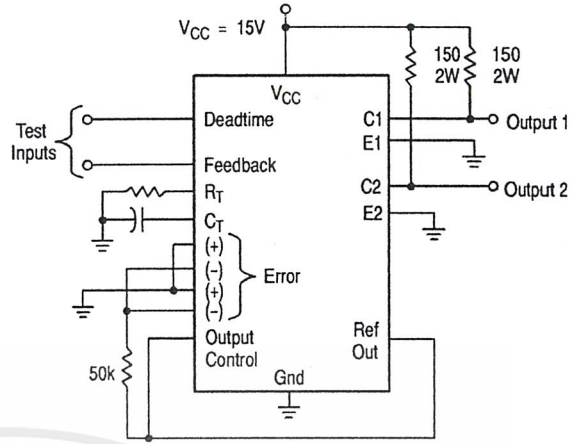 VCC = 15V
150
2W
150
2W
VCC
Test
Inputs
Deadtime
Feedback
RT
CT
(+)
(–)
(+)
(–)
Error
Output
Control
50k
Gnd
C1
E1
C2
E2
Ref
Out
Output 1
Output 2